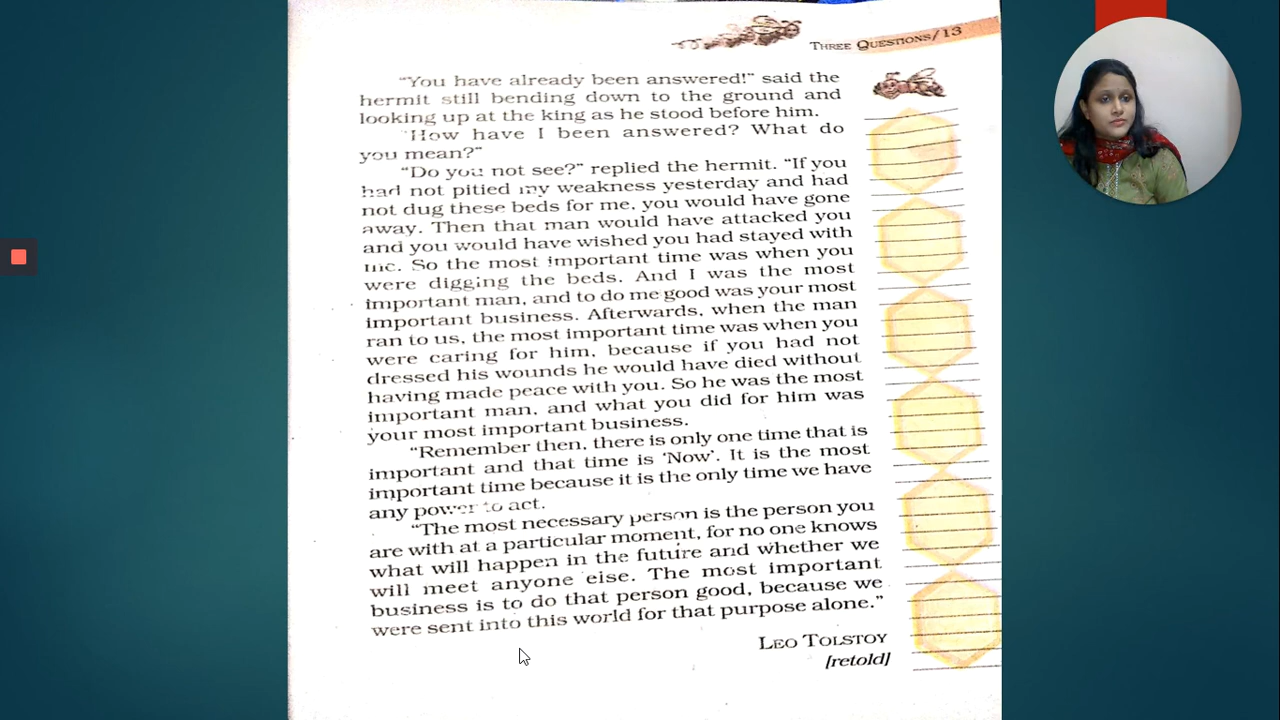 THREE QUESTIONS/13
“You have already been answered!” said the
hermit still bending down to the ground and
looking up at the king as he stood before him.
'How have I been answered? What do
you mean?”
“Do you not see?” replied the hermit. “If you
had not pitied my weakness yesterday and had
not dug these beds for me, you would have gone
away. Then that man would have attacked you
and you would have wished you had stayed with
me. So the most important time was when you
were digging the beds. And I was the most
important man, and to do me good was your most
important business. Afterwards, when the man
ran to us, the most important time was when you
were caring for him, because if you had not
dressed his wounds he would have died without
having made peace with you. So he was the most
important man, and what you did for him was
your most important business.
“Remember then, there is only one time that is
important and that time is ‘Now’. It is the most
important time because it is the only time we have
any power to act.
“The most necessary person is the person you
are with at a particular moment, for no one knows
what will happen in the future and whether we
will meet anyone else. The most important
business is to do that person good, because we
were sent into this world for that purpose alone.”
LEO TOLSTOY
[retold]